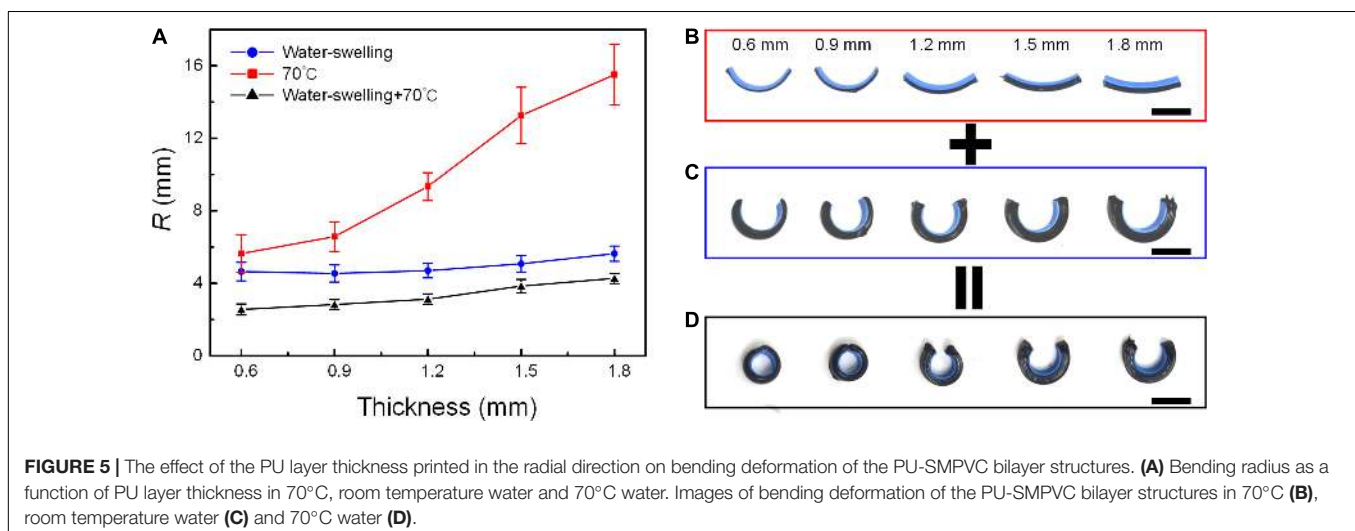 A
Water-swelling
70°C
Water-swelling+70°C
16
12
8
4
0
R (mm)
0.6 0.9 1.2 1.5 1.8
Thickness (mm)
B
0.6 mm 0.9 mm 1.2 mm 1.5 mm 1.8 mm
C
D
FIGURE 5 | The effect of the PU layer thickness printed in the radial direction on bending deformation of the PU-SMPVC bilayer structures. (A) Bending radius as a
function of PU layer thickness in 70°C, room temperature water and 70°C water. Images of bending deformation of the PU-SMPVC bilayer structures in 70°C (B),
room temperature water (C) and 70°C water (D).